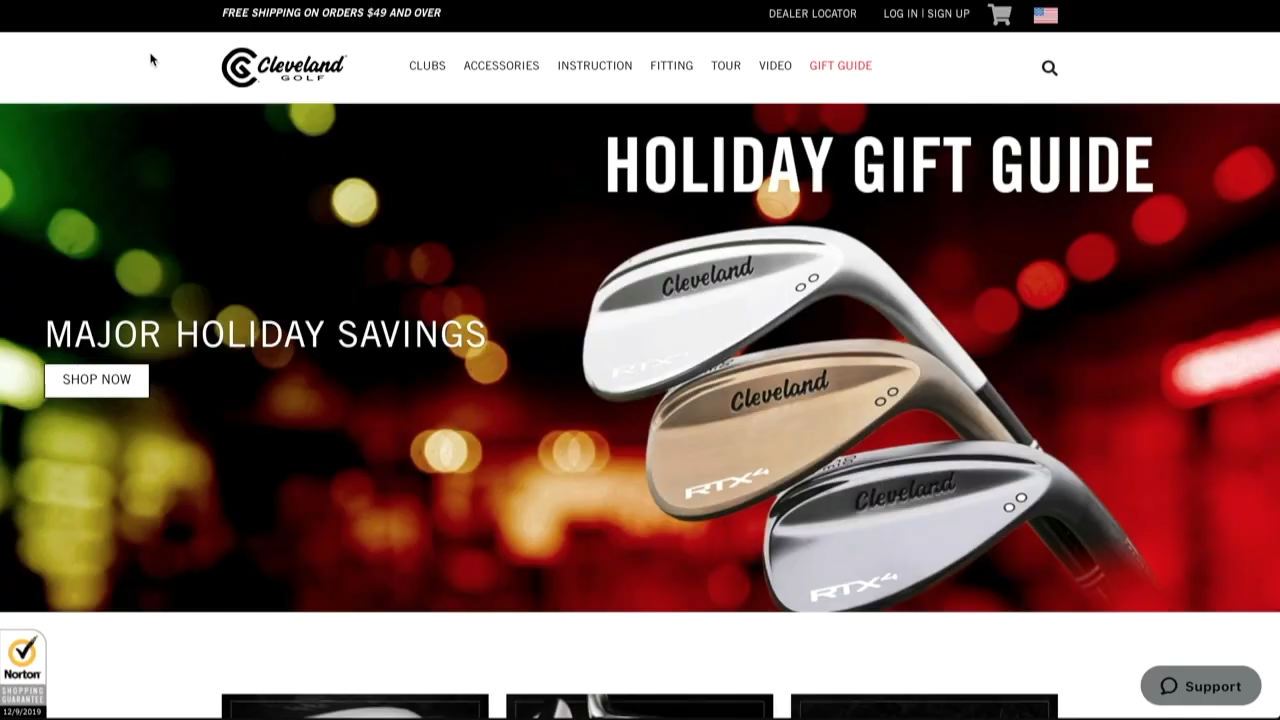 FREE SHIPPING ON ORDERS $49 AND OVER
DEALER LOCATOR
LOG IN | SIGN UP
Cleveland
GOLF
CLUBS
ACCESSORIES
INSTRUCTION
FITTING
TOUR
VIDEO
GIFT GUIDE
HOLIDAY GIFT GUIDE
Cleveland
RTX4
Cleveland
RTX4
Cleveland
RTX4
MAJOR HOLIDAY SAVINGS
SHOP NOW
Norton
SHOPPING
GUARANTEE
12/9/2019
Support